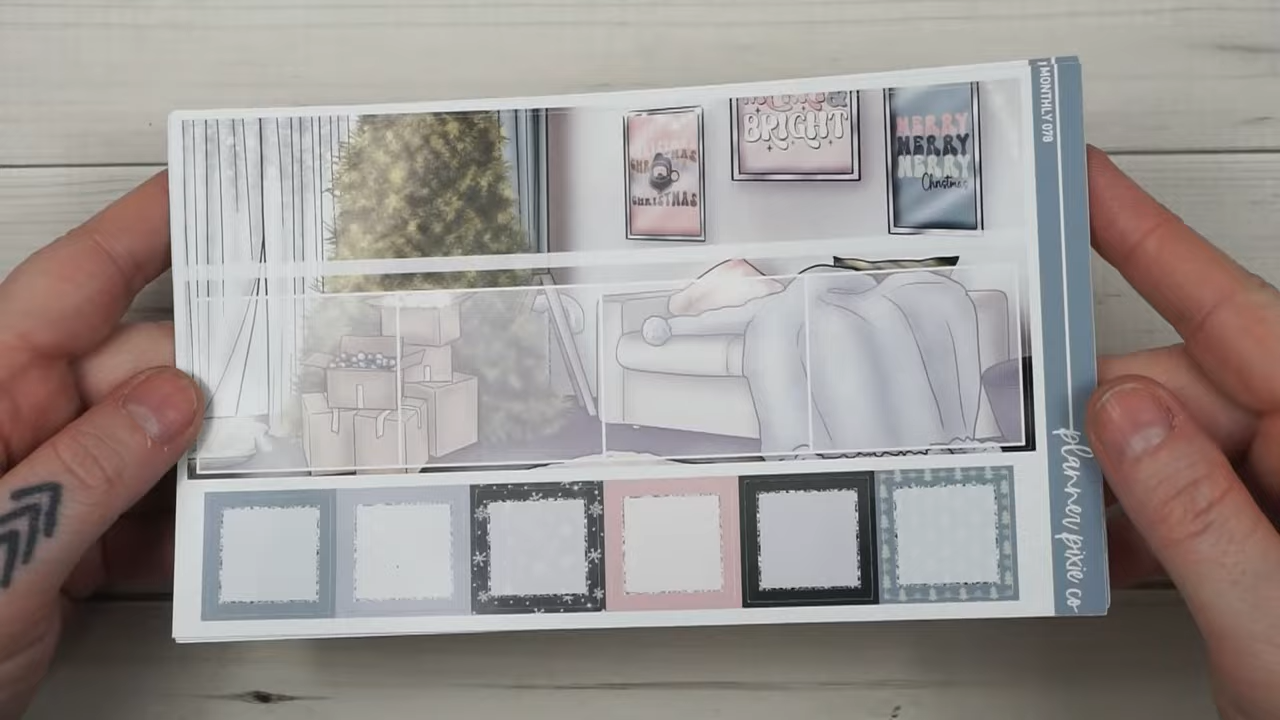 CHRISTMAS
CHRISTMAS
BRIGHT
MERRY
MERRY
MERRY
Christmas
MONTHLY 078
planner pixie co